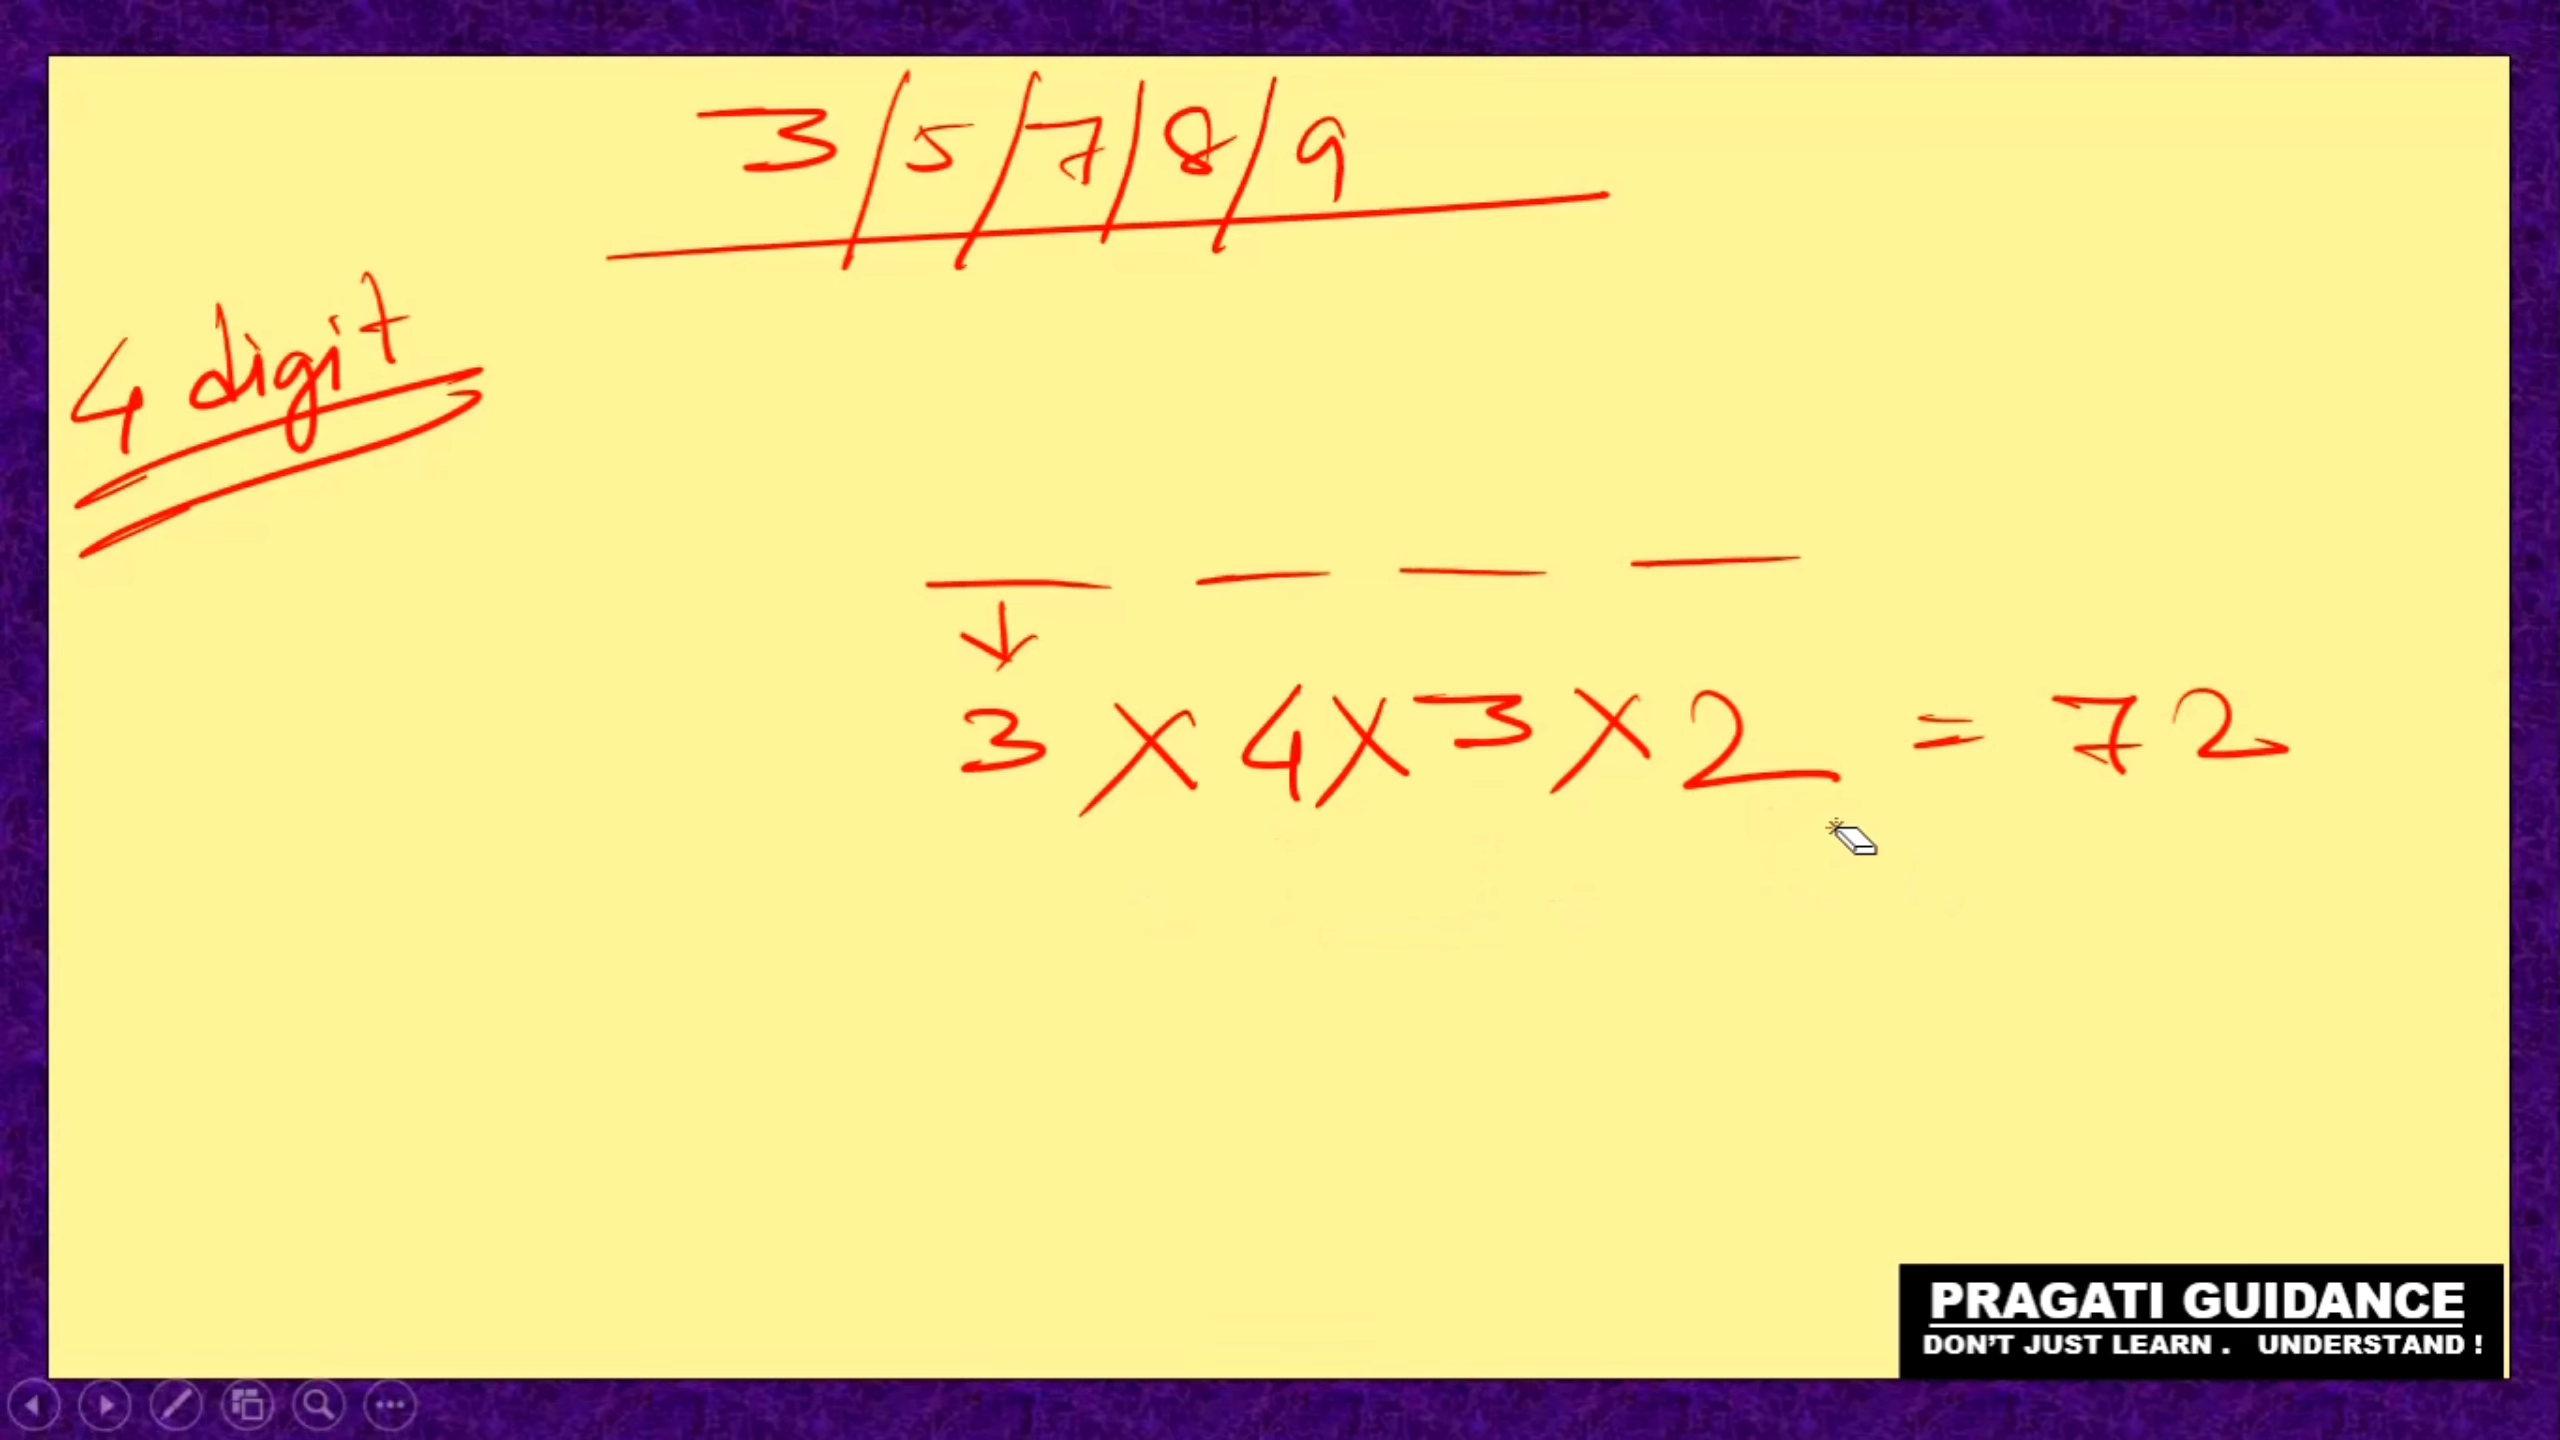 3/5/7/8/9
4 digit
3 X 4 X 3 X 2 = 72
PRAGATI GUIDANCE
DON'T JUST LEARN . UNDERSTAND !